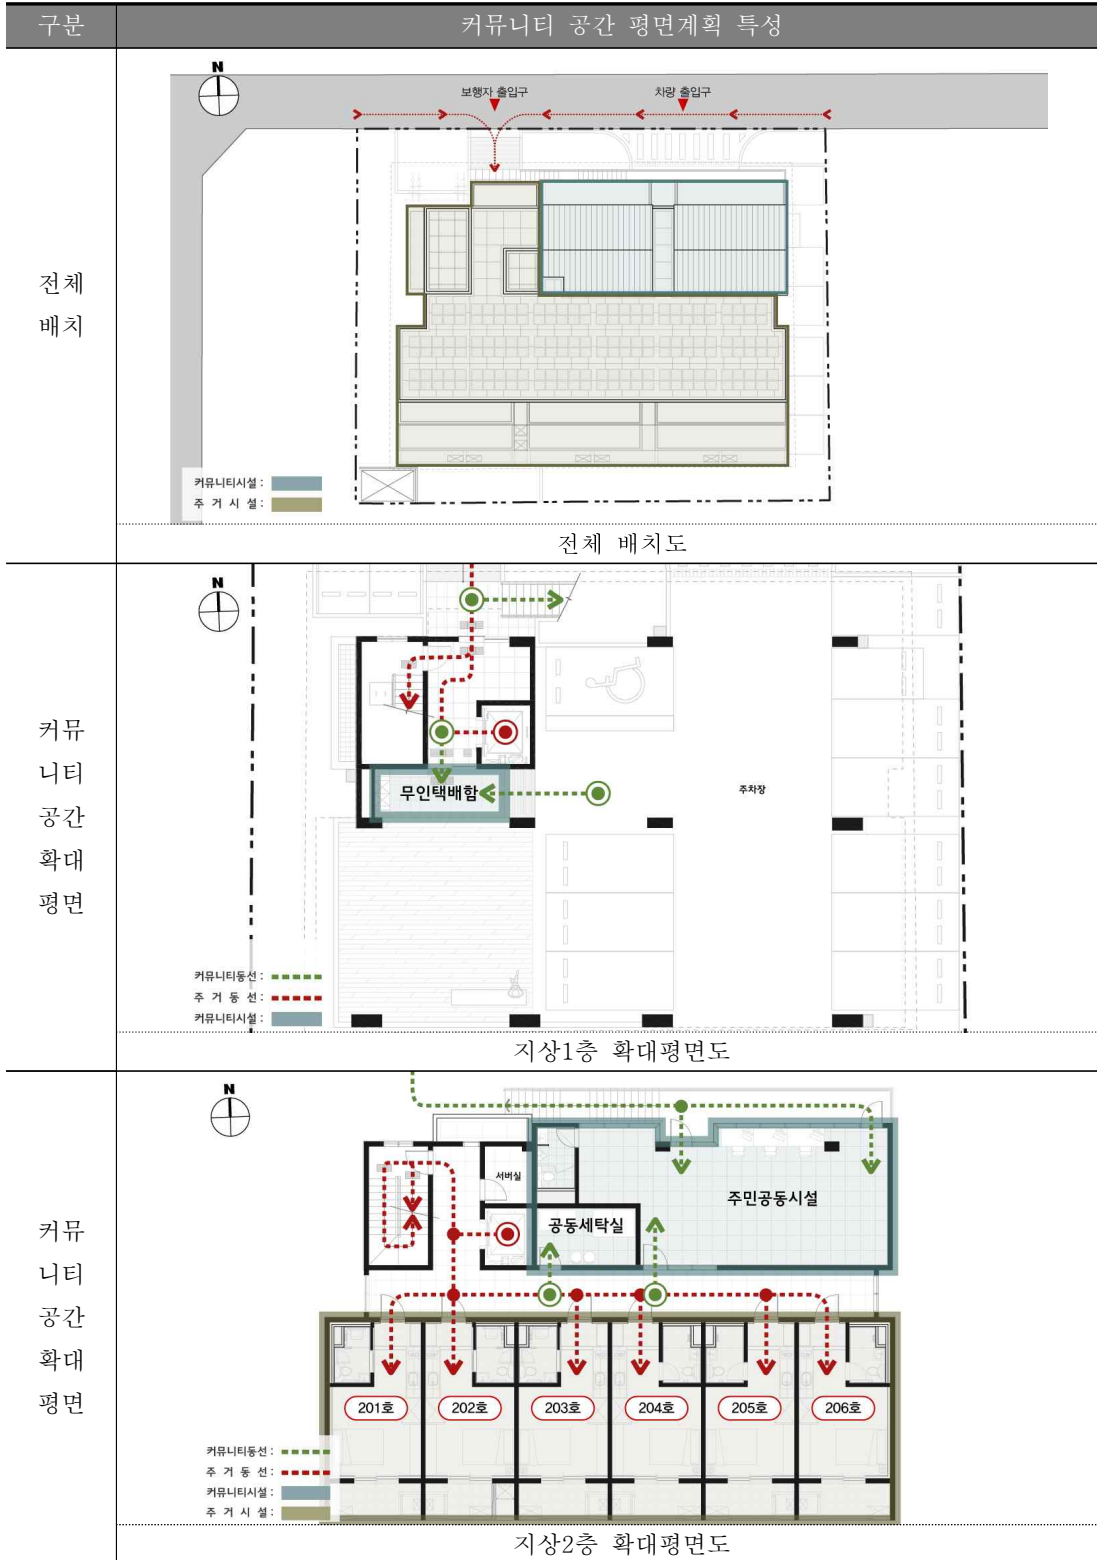 구분
커뮤니티 공간 평면계획 특성
전체
배치
N
보행자 출입구
차량 출입구
커뮤니티시설 :
주 거 시 설 :
전체 배치도
커뮤
니티
공간
확대
평면
N
무인택배함
주차장
커뮤니티동선 :
주 거 동 선 :
커뮤니티시설 :
지상1층 확대평면도
커뮤
니티
공간
확대
평면
N
서버실
주민공동시설
공동세탁실
201호
202호
203호
204호
205호
206호
커뮤니티동선 :
주 거 동 선 :
커뮤니티시설 :
주 거 시 설 :
지상2층 확대평면도